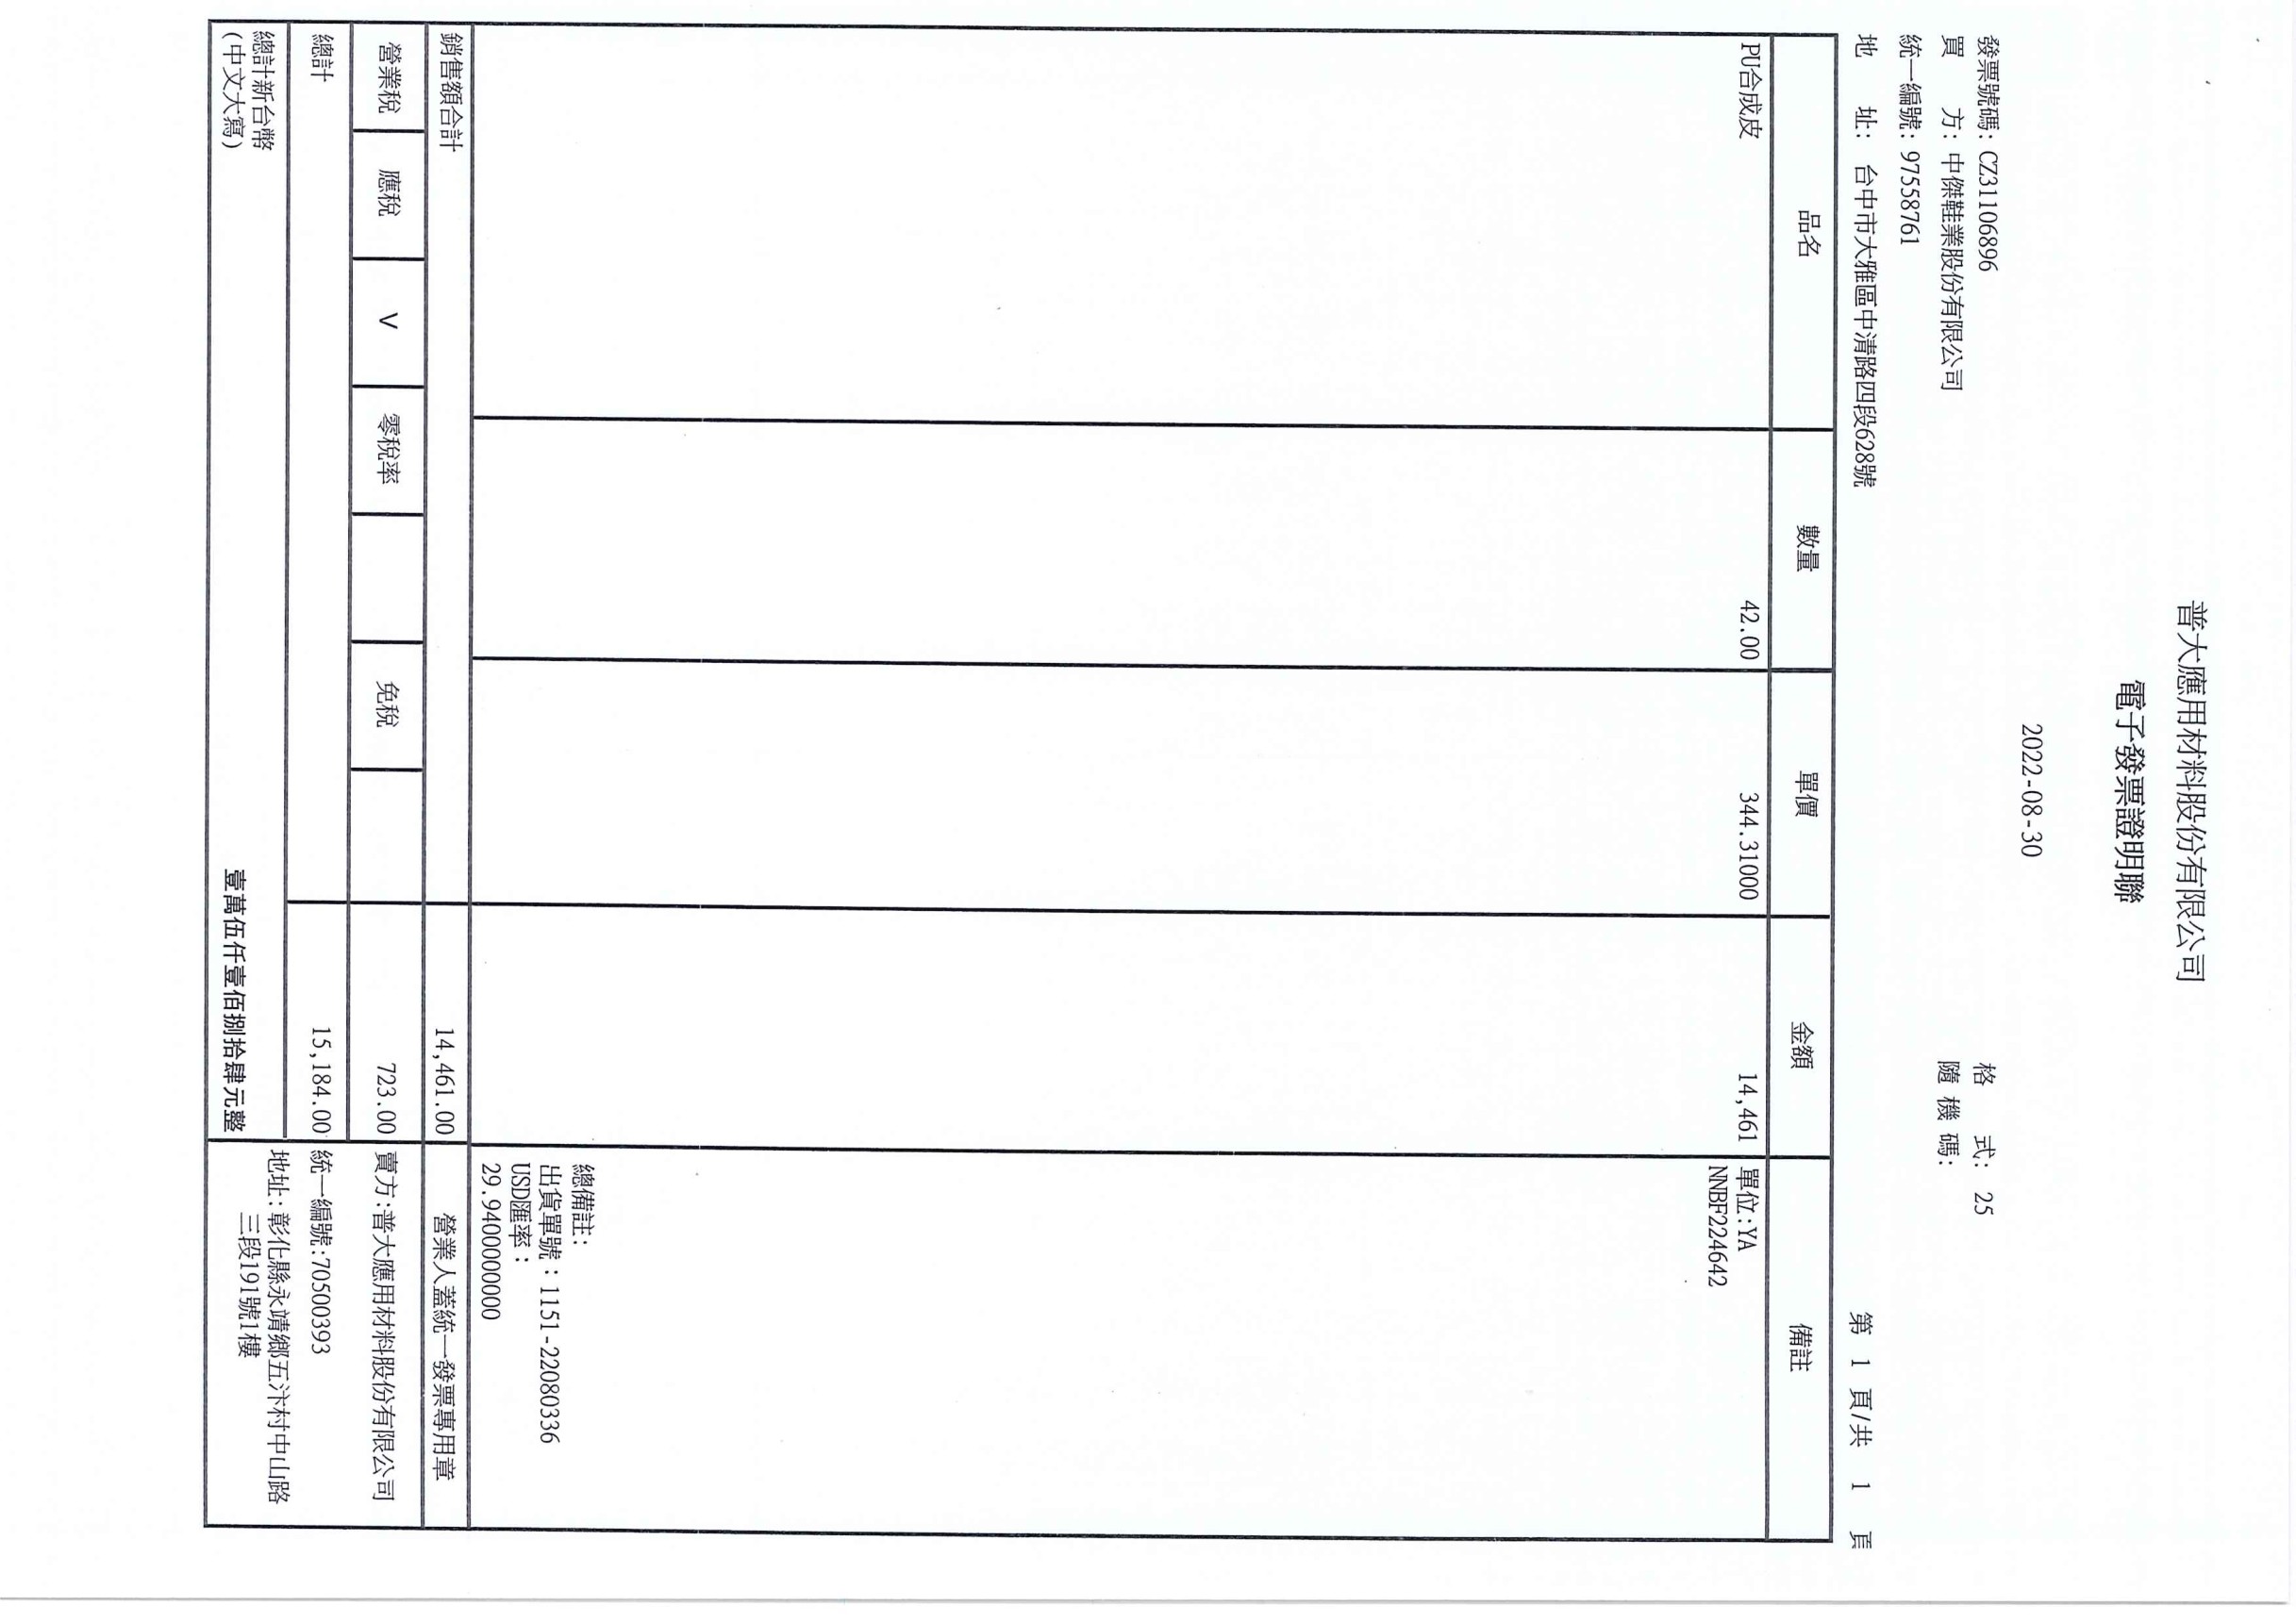 普大應用材料股份有限公司
電子發票證明聯
2022-08-30
發票號碼: CZ31106896
格 式: 25
買 方: 中傑鞋業股份有限公司
隨 機 碼:
統一編號: 97558761
地 址: 台中市大雅區中清路四段628號
第 1 頁/共 1 頁
品名 數量 單價 金額 備註
PU合成皮 42.00 344.31000 14,461 單位:YA
NNBF224642
總備註:
出貨單號：1151-22080336
USD匯率：
29.9400000000
銷售額合計 14,461.00 營業人蓋統一發票專用章
營業稅 應稅 V 零稅率 免稅 723.00 賣方:普大應用材料股份有限公司
總計 15,184.00 統一編號:70500393
地址:彰化縣永靖鄉五汴村中山路
三段191號1樓
總計新台幣
(中文大寫) 壹萬伍仟壹佰捌拾肆元整